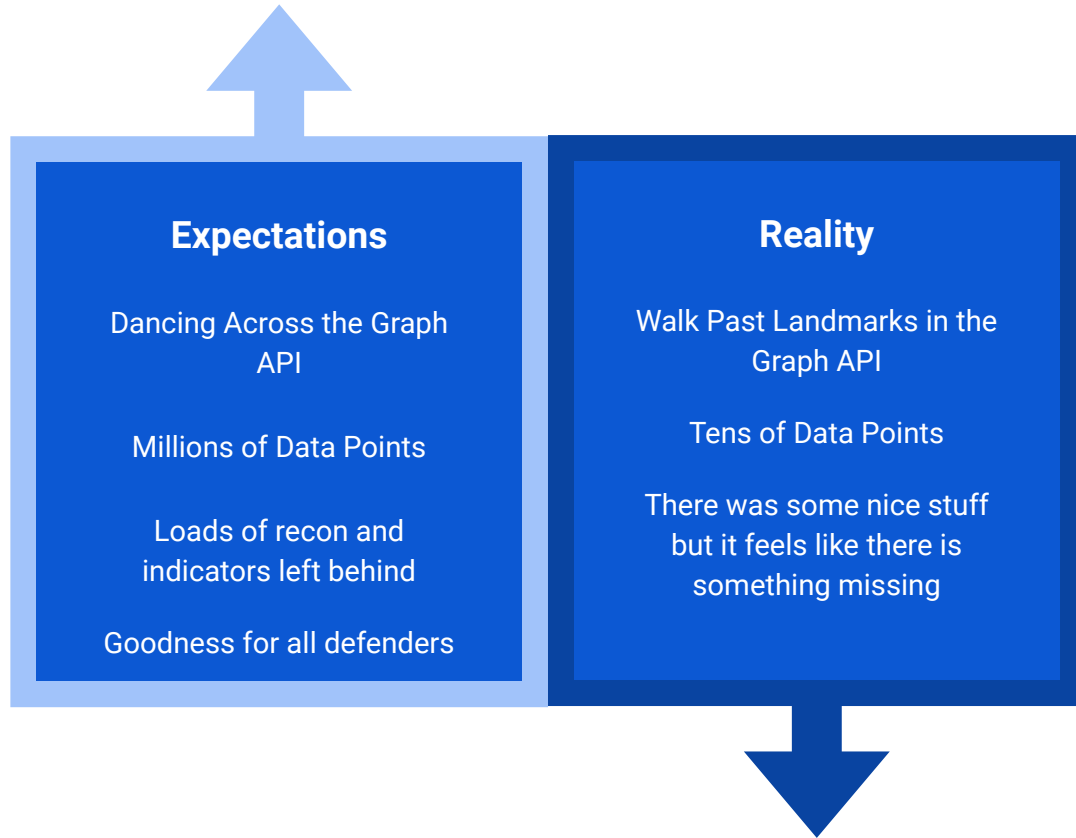 Expectations
Dancing Across the Graph
API
Millions of Data Points
Loads of recon and
indicators left behind
Goodness for all defenders
Reality
Walk Past Landmarks in the
Graph API
Tens of Data Points
There was some nice stuff
but it feels like there is
something missing